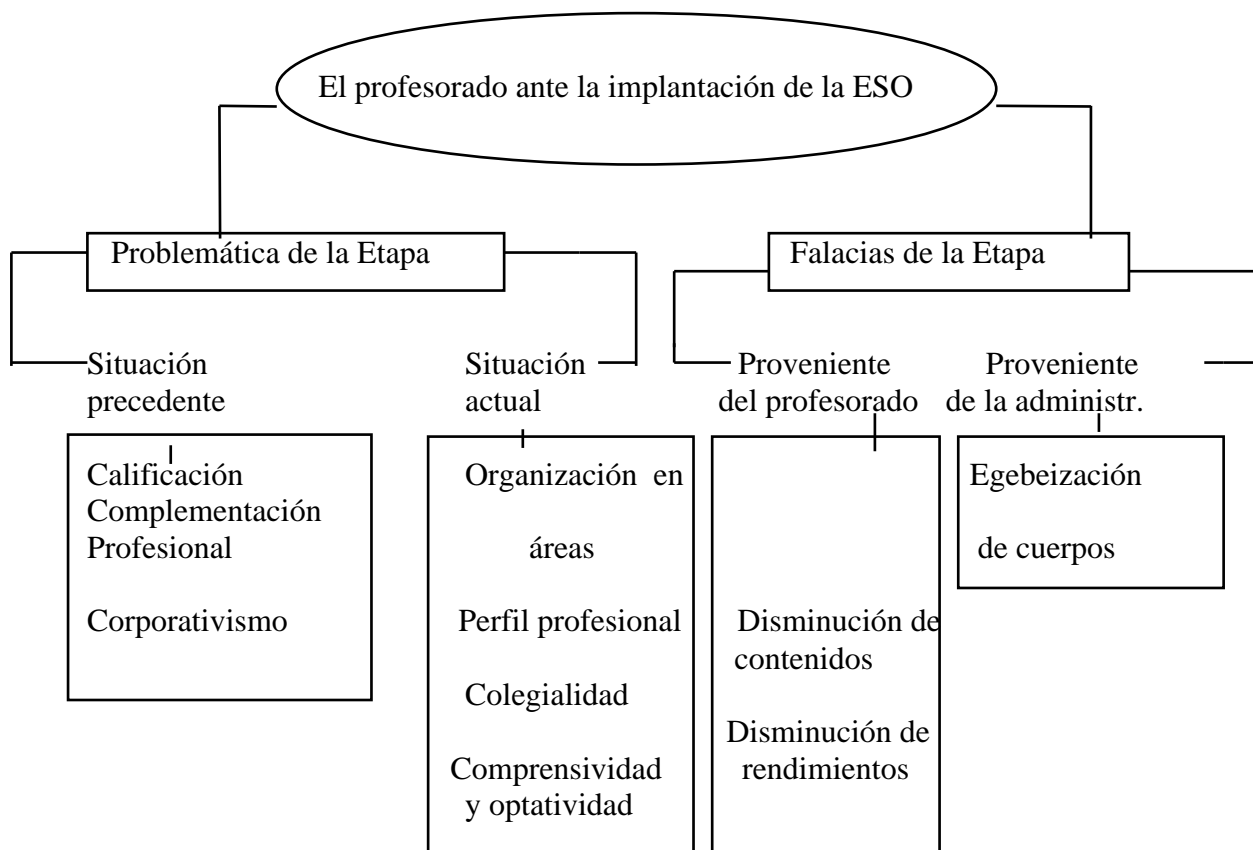 El profesorado ante la implantación de la ESO
Problemática de la Etapa
Falacias de la Etapa
Situación
precedente
Situación
actual
Proveniente
del profesorado
Proveniente
de la administr.
Calificación
Complementación
Profesional
Corporativismo
Organización en
áreas
Perfil profesional
Colegialidad
Comprensividad
y optatividad
Disminución de
contenidos
Disminución de
rendimientos
Egebeización
de cuerpos